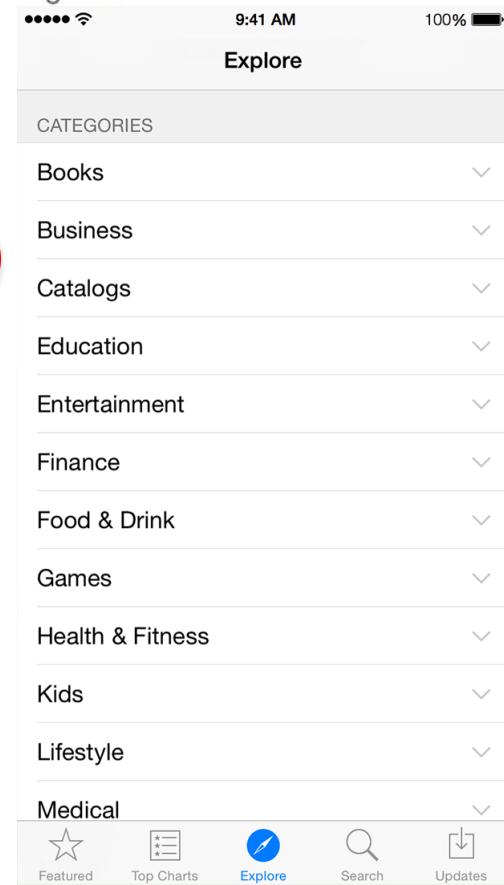 9:41 AM 100%
Explore
CATEGORIES
Books
Business
Catalogs
Education
Entertainment
Finance
Food & Drink
Games
Health & Fitness
Kids
Lifestyle
Medical
Featured Top Charts Explore Search Updates